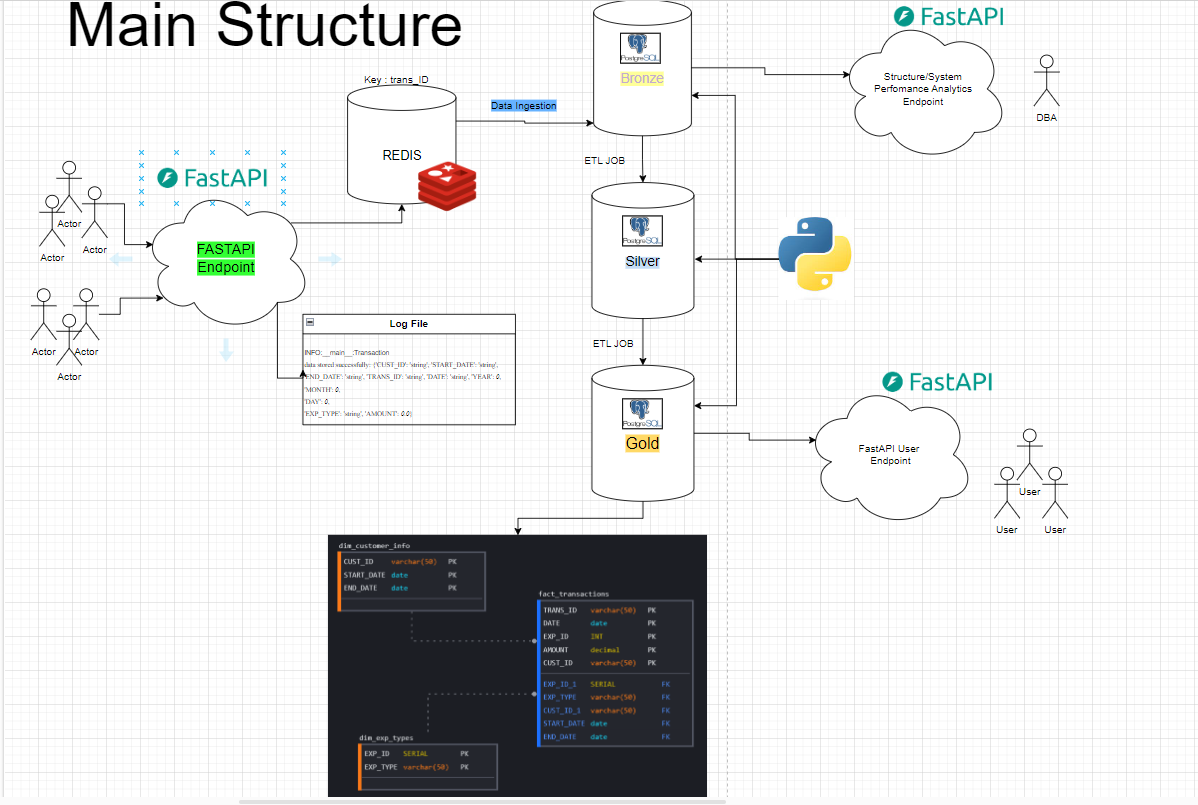 Main Structure
FastAPI
Key : trans_ID
PostgreSQL
Bronze
Structure/System
Perfomance Analytics
Endpoint
DBA
Data Ingestion
REDIS
ETL JOB
FastAPI
Actor
Actor
Actor
FASTAPI
Endpoint
PostgreSQL
Silver
Actor
Actor
Actor
Log File
INFO:__main__:Transaction
data stored successfully: {'CUST_ID': 'string', 'START_DATE': 'string',
'END_DATE': 'string', 'TRANS_ID': 'string', 'DATE': 'string', 'YEAR': 0,
'MONTH': 0,
'DAY': 0,
'EXP_TYPE': 'string', 'AMOUNT': 0.0}
ETL JOB
PostgreSQL
Gold
FastAPI
FastAPI User
Endpoint
User
User
User
dim_customer_info
CUST_ID varchar(50) PK
START_DATE date PK
END_DATE date PK
fact_transactions
TRANS_ID varchar(50) PK
DATE date PK
EXP_ID INT PK
AMOUNT decimal PK
CUST_ID varchar(50) PK
EXP_ID_1 SERIAL FK
EXP_TYPE varchar(50) FK
CUST_ID_1 varchar(50) FK
START_DATE date FK
END_DATE date FK
dim_exp_types
EXP_ID SERIAL PK
EXP_TYPE varchar(50) PK